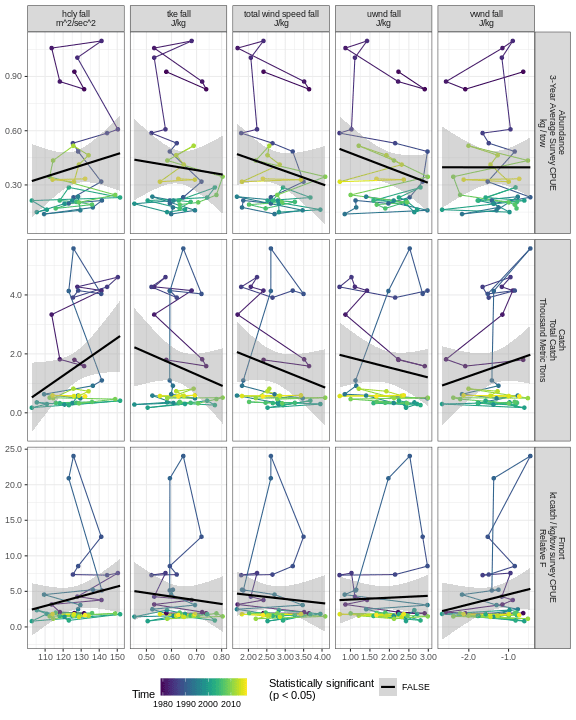 hcly fall
m^2/sec^2
tke fall
J/kg
total wind speed fall
J/kg
uwnd fall
J/kg
vwnd fall
J/kg
0.90
0.60
0.30
Abundance
3-Year Average Survey CPUE
kg / tow
4.0
2.0
0.0
Catch
Total Catch
Thousand Metric Tons
25.0
20.0
15.0
10.0
5.0
0.0
Fmort
kt catch / kg/tow survey CPUE
Relative F
110 120 130 140 150
0.50 0.60 0.70 0.80
2.00 2.50 3.00 3.50 4.00
1.00 1.50 2.00 2.50 3.00
-2.0 -1.0
Time
1980 1990 2000 2010
Statistically significant
(p < 0.05)
FALSE